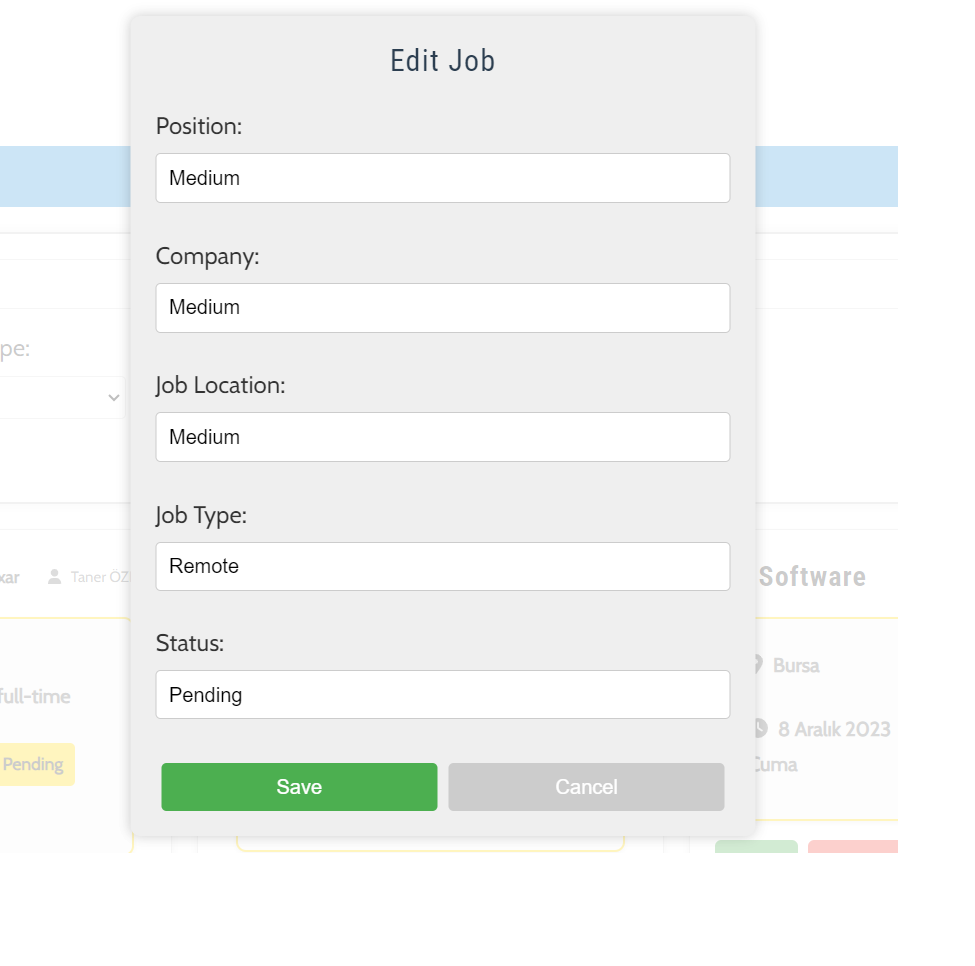 Edit Job
Position:
Medium
Company:
Medium
Job Location:
Medium
pe:
Job Type:
Remote
xar
Taner ÖZ
Software
Status:
Bursa
full-time
Pending
8 Aralık 2023
Cuma
Pending
Save
Cancel